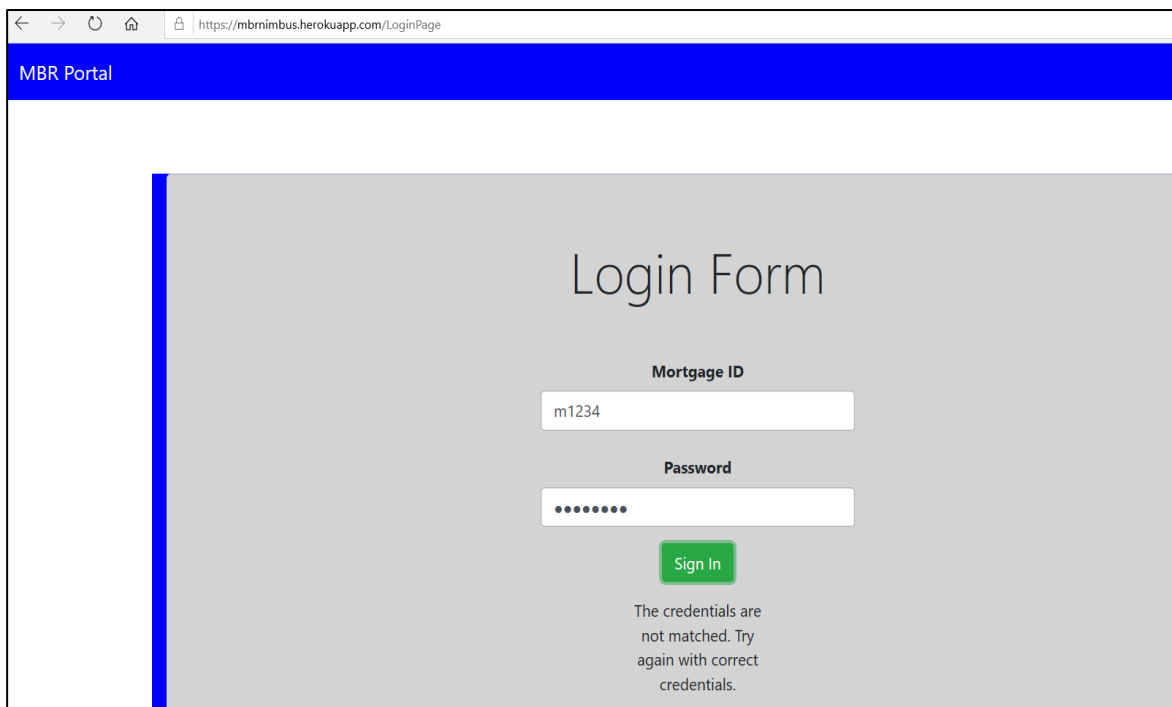 https://mbrnimbus.herokuapp.com/LoginPage
MBR Portal
Login Form
Mortgage ID
m1234
Password
••••••••
Sign In
The credentials are
not matched. Try
again with correct
credentials.